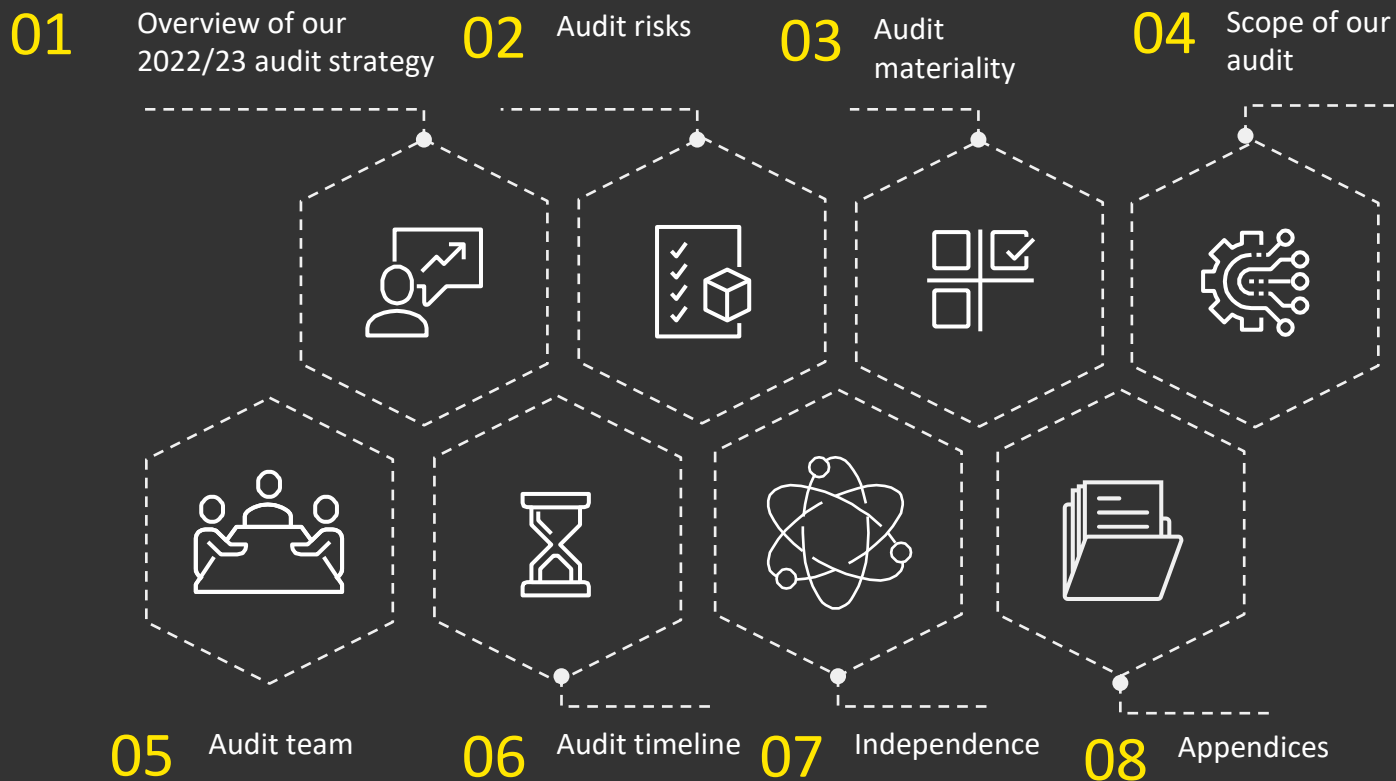 01
Overview of our
2022/23 audit strategy
02
Audit risks
03
Audit
materiality
04
Scope of our
audit
05
Audit team
06
Audit timeline
07
Independence
08
Appendices